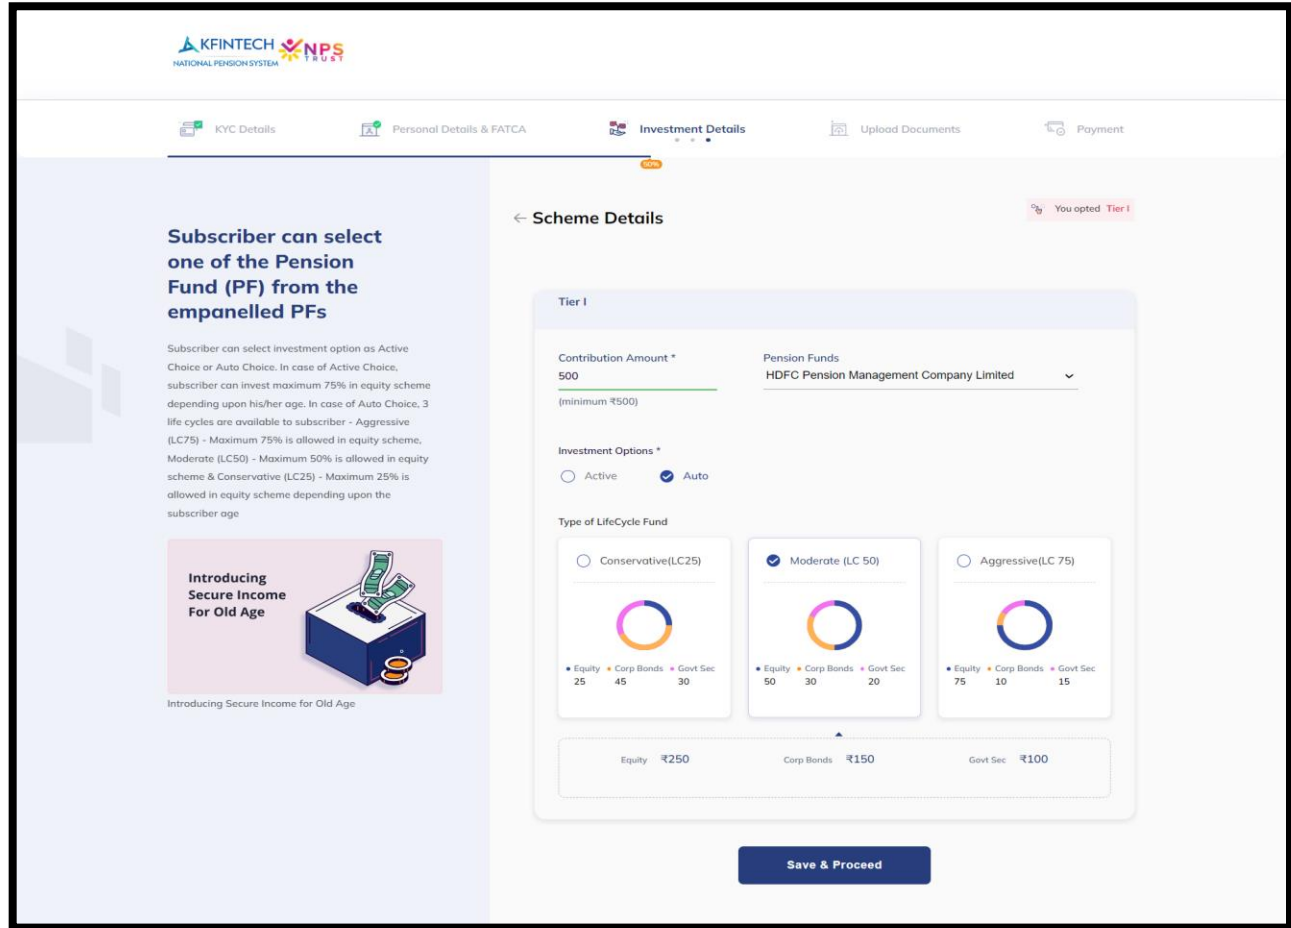 KFINTECH
NATIONAL PENSION SYSTEM
NPS
TRUST
KYC Details
Personal Details & FATCA
Investment Details
Upload Documents
Payment
50%
Subscriber can select
one of the Pension
Fund (PF) from the
empanelled PFs
Subscriber can select investment option as Active
Choice or Auto Choice. In case of Active Choice,
subscriber can invest maximum 75% in equity scheme
depending upon his/her age. In case of Auto Choice, 3
life cycles are available to subscriber - Aggressive
(LC75) - Maximum 75% is allowed in equity scheme,
Moderate (LC50) - Maximum 50% is allowed in equity
scheme & Conservative (LC25) - Maximum 25% is
allowed in equity scheme depending upon the
subscriber age
Introducing
Secure Income
For Old Age
Introducing Secure Income for Old Age
← Scheme Details
You opted Tier I
Tier I
Contribution Amount *
500
(minimum ₹500)
Pension Funds
HDFC Pension Management Company Limited
Investment Options *
Active
Auto
Type of LifeCycle Fund
Conservative(LC25)
Equity Corp Bonds Govt Sec
25 45 30
Moderate (LC 50)
Equity Corp Bonds Govt Sec
50 30 20
Aggressive(LC 75)
Equity Corp Bonds Govt Sec
75 10 15
Equity ₹250 Corp Bonds ₹150 Govt Sec ₹100
Save & Proceed